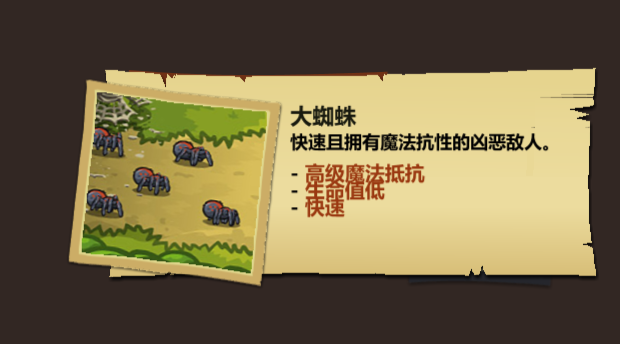 大蜘蛛
快速且拥有魔法抗性的凶恶敌人。
- 高级魔法抵抗
- 生命值低
- 快速